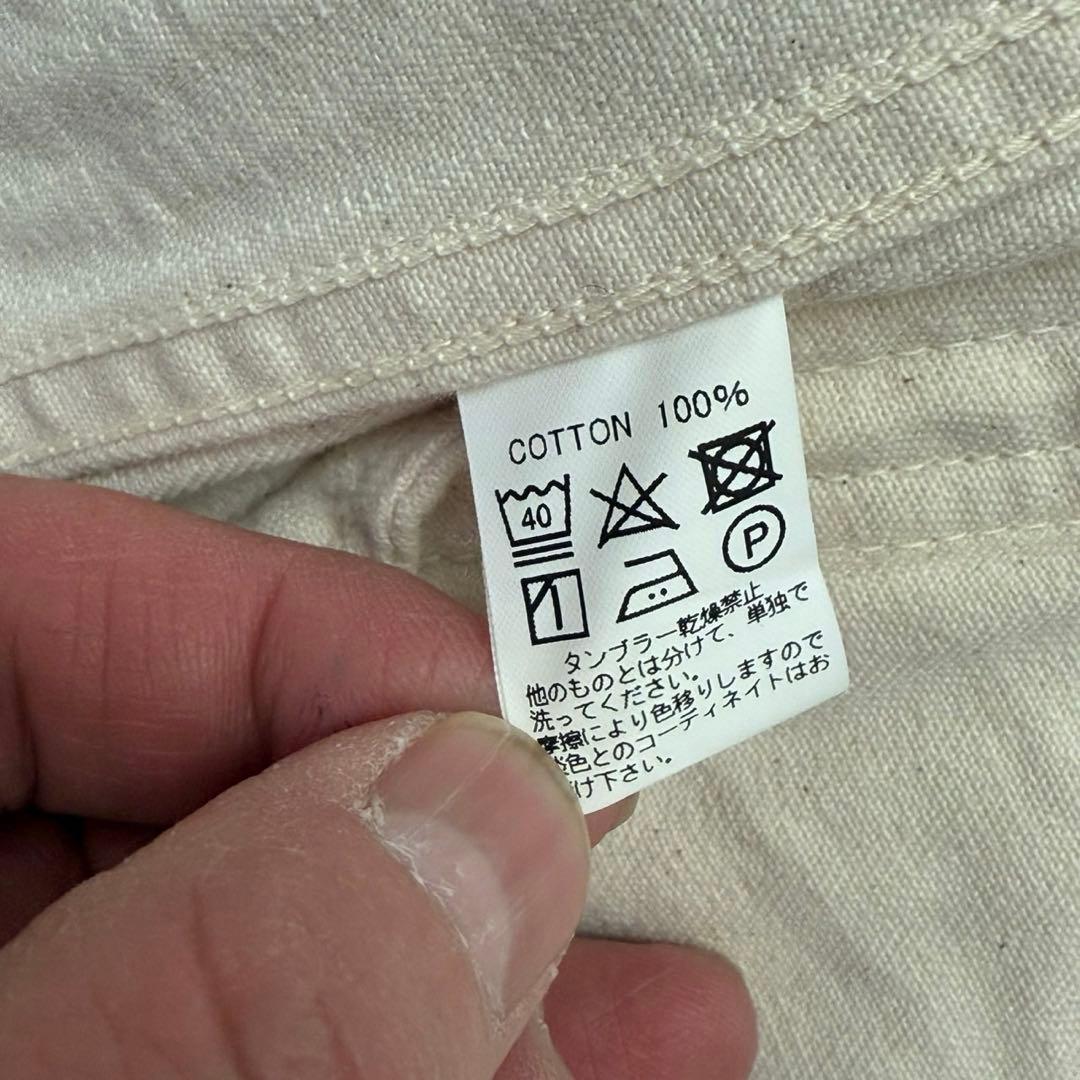 COTTON 100%
40
P
タンブラー乾燥禁止
他のものとは分けて、単独で
洗ってください。
摩擦により色移りしますので
色とのコーディネイトはお
け下さい。